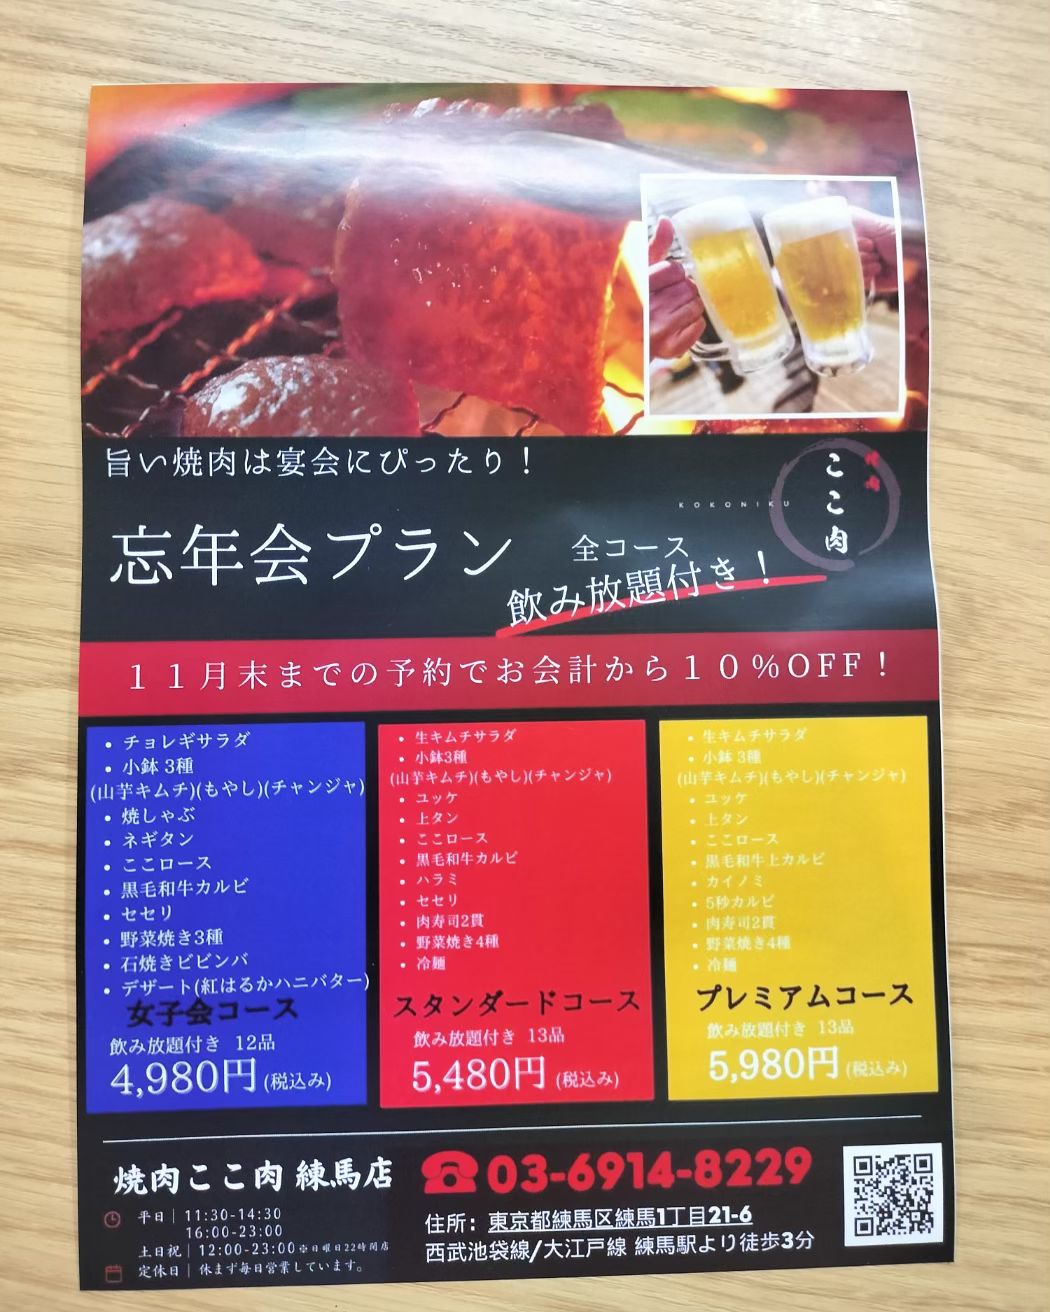 旨い焼肉は宴会にぴったり！
焼肉
ここ肉
KOKONIKU
忘年会プラン
全コース
飲み放題付き！
１１月末までの予約でお会計から１０％OFF！
• チョレギサラダ
• 小鉢 3種
(山芋キムチ)(もやし)(チャンジャ)
• 焼しゃぶ
• ネギタン
• ここロース
• 黒毛和牛カルビ
• セセリ
• 野菜焼き3種
• 石焼きビビンバ
• デザート(紅はるかハニバター)
女子会コース
飲み放題付き 12品
4,980円(税込み)
• 生キムチサラダ
• 小鉢3種
(山芋キムチ)(もやし)(チャンジャ)
• ユッケ
• 上タン
• ここロース
• 黒毛和牛カルビ
• ハラミ
• セセリ
• 肉寿司2貫
• 野菜焼き4種
• 冷麺
スタンダードコース
飲み放題付き 13品
5,480円(税込み)
• 生キムチサラダ
• 小鉢 3種
(山芋キムチ)(もやし)(チャンジャ)
• ユッケ
• 上タン
• ここロース
• 黒毛和牛上カルビ
• カイノミ
• 5秒カルビ
• 肉寿司2貫
• 野菜焼き4種
• 冷麺
プレミアムコース
飲み放題付き 13品
5,980円(税込み)
焼肉ここ肉 練馬店
平日｜11:30-14:30
16:00-23:00
土日祝｜12:00-23:00※日曜日22時閉店
定休日｜休まず毎日営業しています。
03-6914-8229
住所：東京都練馬区練馬1丁目21-6
西武池袋線/大江戸線 練馬駅より徒歩3分